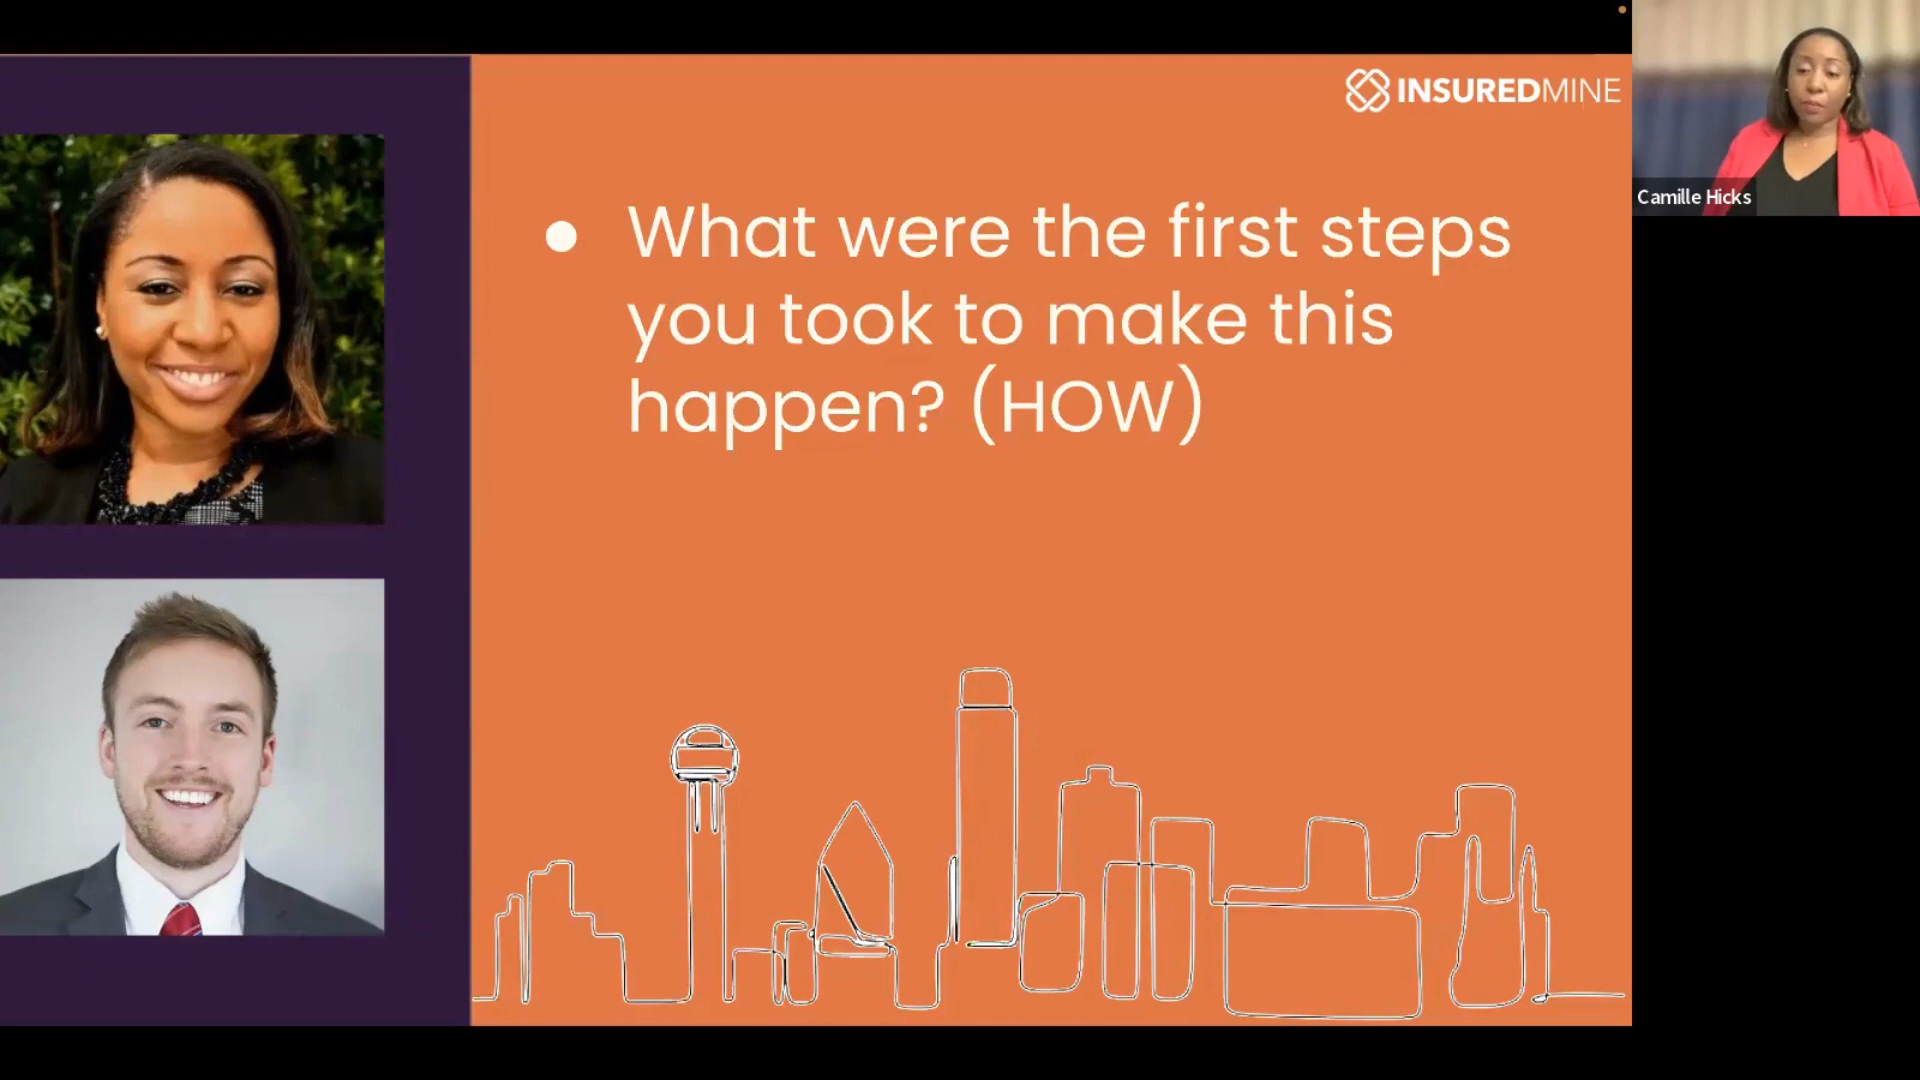 INSUREDMINE
Camille Hicks
● What were the first steps
you took to make this
happen? (HOW)